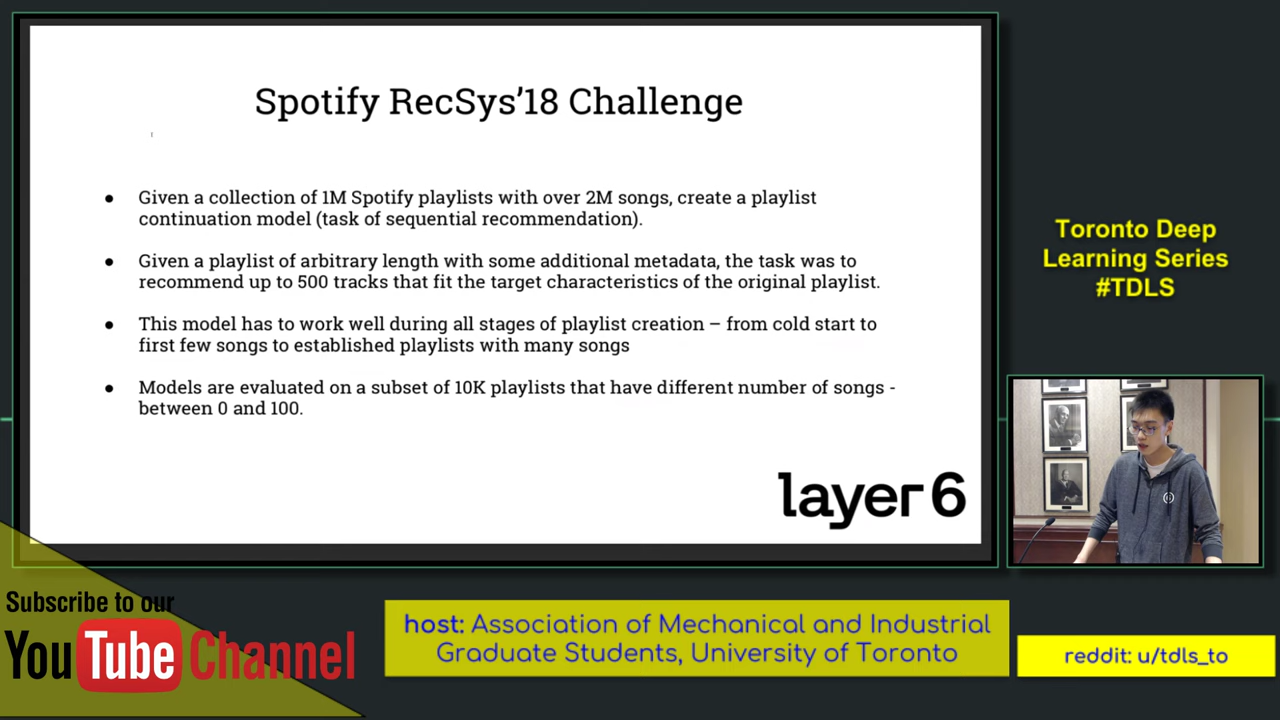 Spotify RecSys’18 Challenge
● Given a collection of 1M Spotify playlists with over 2M songs, create a playlist
continuation model (task of sequential recommendation).
● Given a playlist of arbitrary length with some additional metadata, the task was to
recommend up to 500 tracks that fit the target characteristics of the original playlist.
● This model has to work well during all stages of playlist creation – from cold start to
first few songs to established playlists with many songs
● Models are evaluated on a subset of 10K playlists that have different number of songs -
between 0 and 100.
layer 6
Toronto Deep
Learning Series
#TDLS
Subscribe to our
YouTube Channel
host: Association of Mechanical and Industrial
Graduate Students, University of Toronto
reddit: u/tdls_to